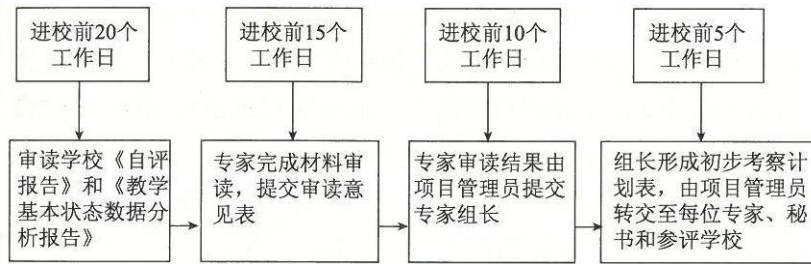 进校前20个
工作日
进校前15个
工作日
进校前10个
工作日
进校前5个
工作日
审读学校《自评
报告》和《教学
基本状态数据分
析报告》
专家完成材料审
读，提交审读意
见表
专家审读结果由
项目管理员提交
专家组长
组长形成初步考察计
划表，由项目管理员
转交至每位专家、秘
书和参评学校